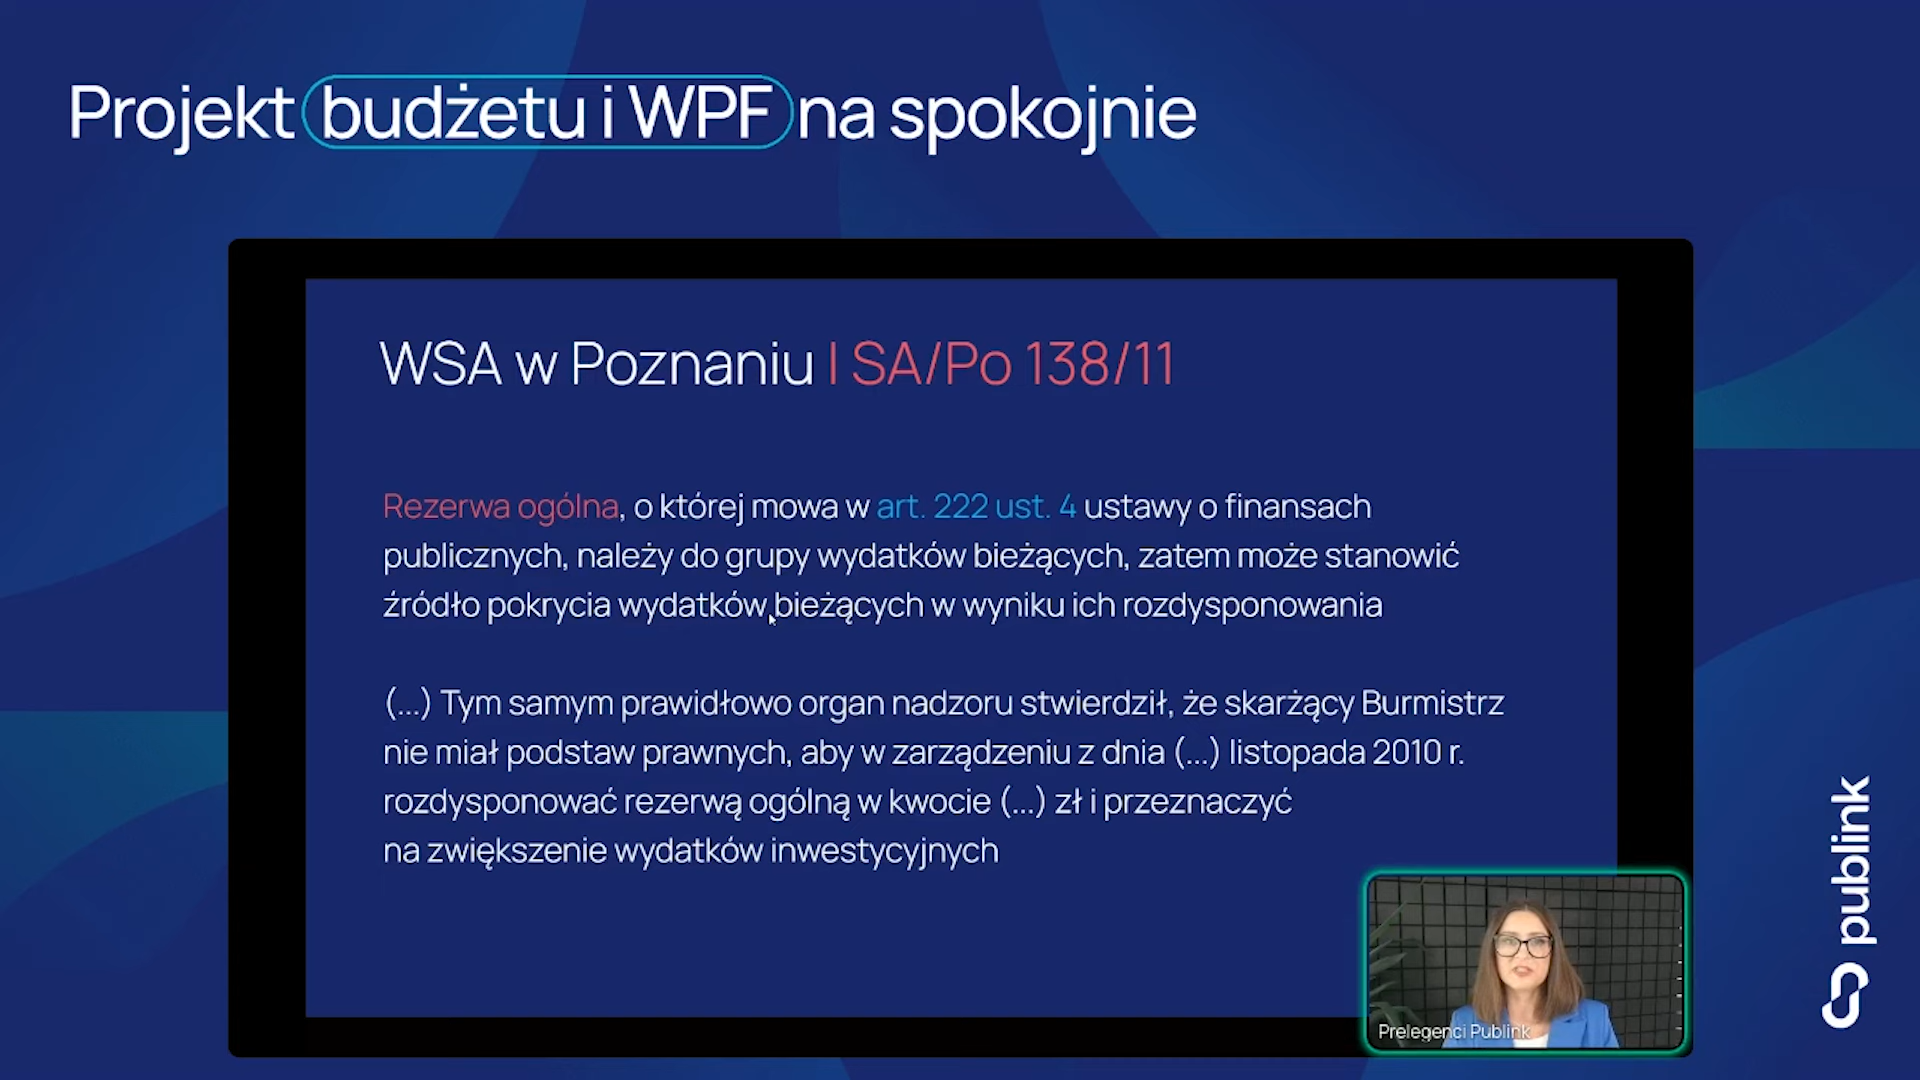 Projekt budżetu i WPF na spokojnie
WSA w Poznaniu I SA/Po 138/11
Rezerwa ogólna, o której mowa w art. 222 ust. 4 ustawy o finansach
publicznych, należy do grupy wydatków bieżących, zatem może stanowić
źródło pokrycia wydatków bieżących w wyniku ich rozdysponowania
(...) Tym samym prawidłowo organ nadzoru stwierdził, że skarżący Burmistrz
nie miał podstaw prawnych, aby w zarządzeniu z dnia (...) listopada 2010 r.
rozdysponować rezerwą ogólną w kwocie (...) zł i przeznaczyć
na zwiększenie wydatków inwestycyjnych
Prelegenci Publink
publink